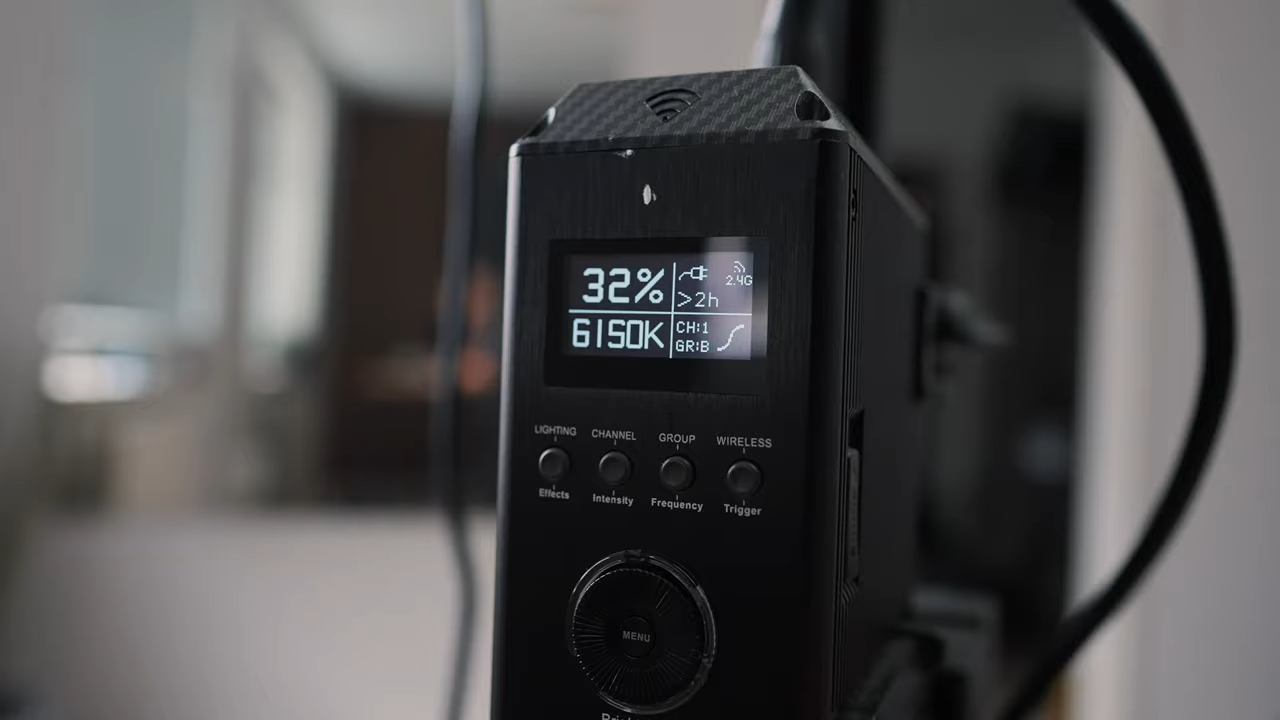 32%
2.4G
>2h
6150K
CH:1
GR:B
LIGHTING CHANNEL GROUP WIRELESS
Effects Intensity Frequency Trigger
MENU